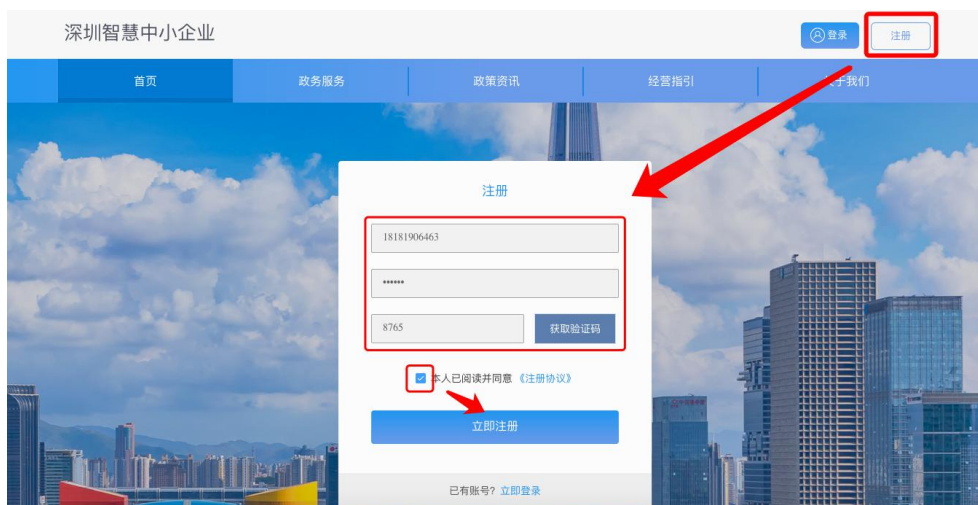 深圳智慧中小企业
登录
注册
首页
政务服务
政策资讯
经营指引
于我们
注册
18181906463
••••••
8765
获取验证码
本人已阅读并同意 《注册协议》
立即注册
已有账号? 立即登录